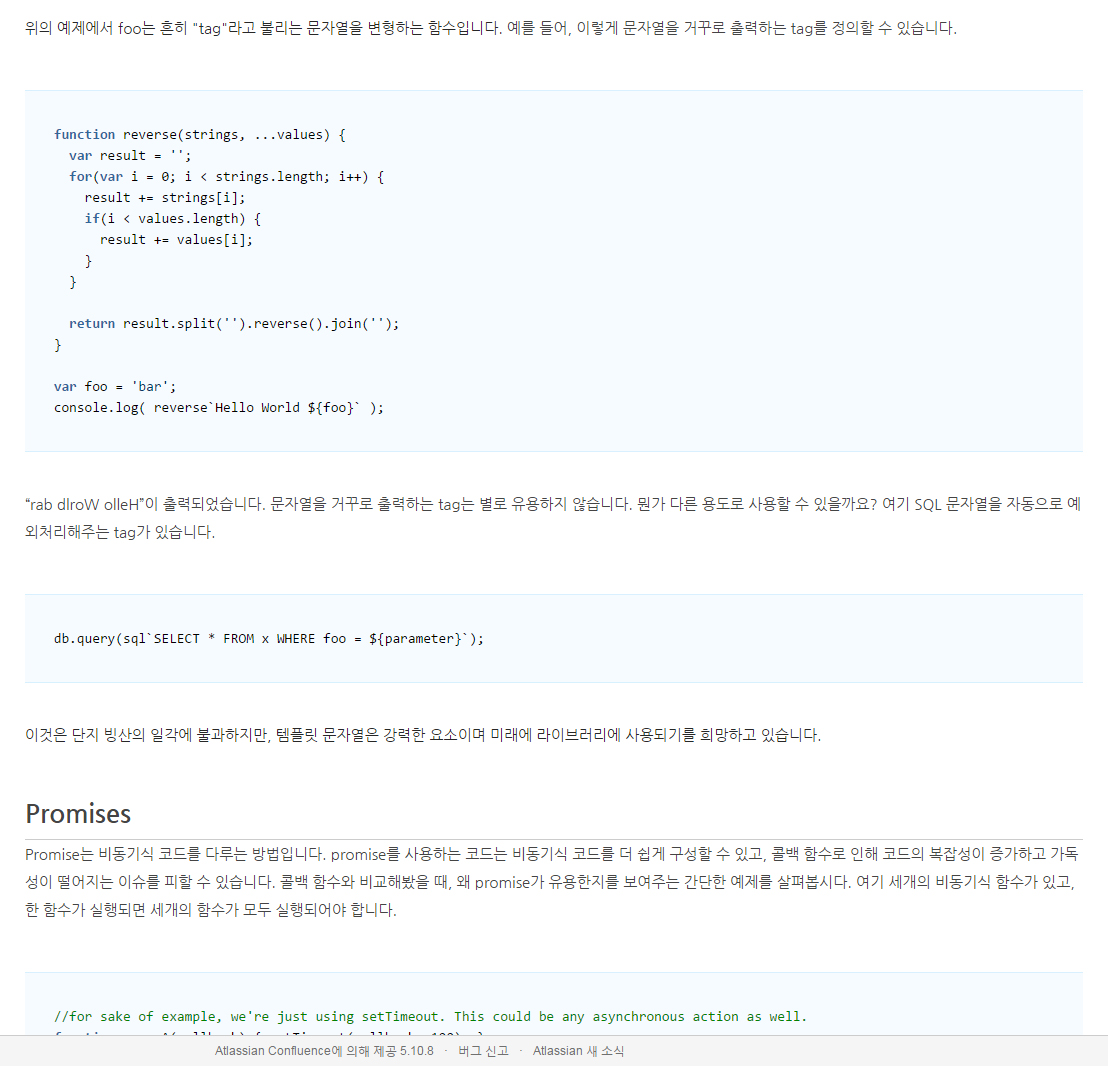 위의 예제에서 foo는 흔히 "tag"라고 불리는 문자열을 변형하는 함수입니다. 예를 들어, 이렇게 문자열을 거꾸로 출력하는 tag를 정의할 수 있습니다.
function reverse(strings, ...values) {
  var result = '';
  for(var i = 0; i < strings.length; i++) {
    result += strings[i];
    if(i < values.length) {
      result += values[i];
    }
  }
  return result.split('').reverse().join('');
}
var foo = 'bar';
console.log( reverse`Hello World ${foo}` );
“rab dlroW olleH”이 출력되었습니다. 문자열을 거꾸로 출력하는 tag는 별로 유용하지 않습니다. 뭔가 다른 용도로 사용할 수 있을까요? 여기 SQL 문자열을 자동으로 예
외처리해주는 tag가 있습니다.
db.query(sql`SELECT * FROM x WHERE foo = ${parameter}`);
이것은 단지 빙산의 일각에 불과하지만, 템플릿 문자열은 강력한 요소이며 미래에 라이브러리에 사용되기를 희망하고 있습니다.
Promises
Promise는 비동기식 코드를 다루는 방법입니다. promise를 사용하는 코드는 비동기식 코드를 더 쉽게 구성할 수 있고, 콜백 함수로 인해 코드의 복잡성이 증가하고 가독
성이 떨어지는 이슈를 피할 수 있습니다. 콜백 함수와 비교해봤을 때, 왜 promise가 유용한지를 보여주는 간단한 예제를 살펴봅시다. 여기 세개의 비동기식 함수가 있고,
한 함수가 실행되면 세개의 함수가 모두 실행되어야 합니다.
//for sake of example, we're just using setTimeout. This could be any asynchronous action as well.
Atlassian Confluence에 의해 제공 5.10.8 · 버그 신고 · Atlassian 새 소식